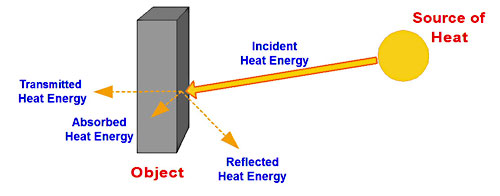 Source of
Heat
Incident
Heat Energy
Transmitted
Heat Energy
Absorbed
Heat Energy
Reflected
Heat Energy
Object